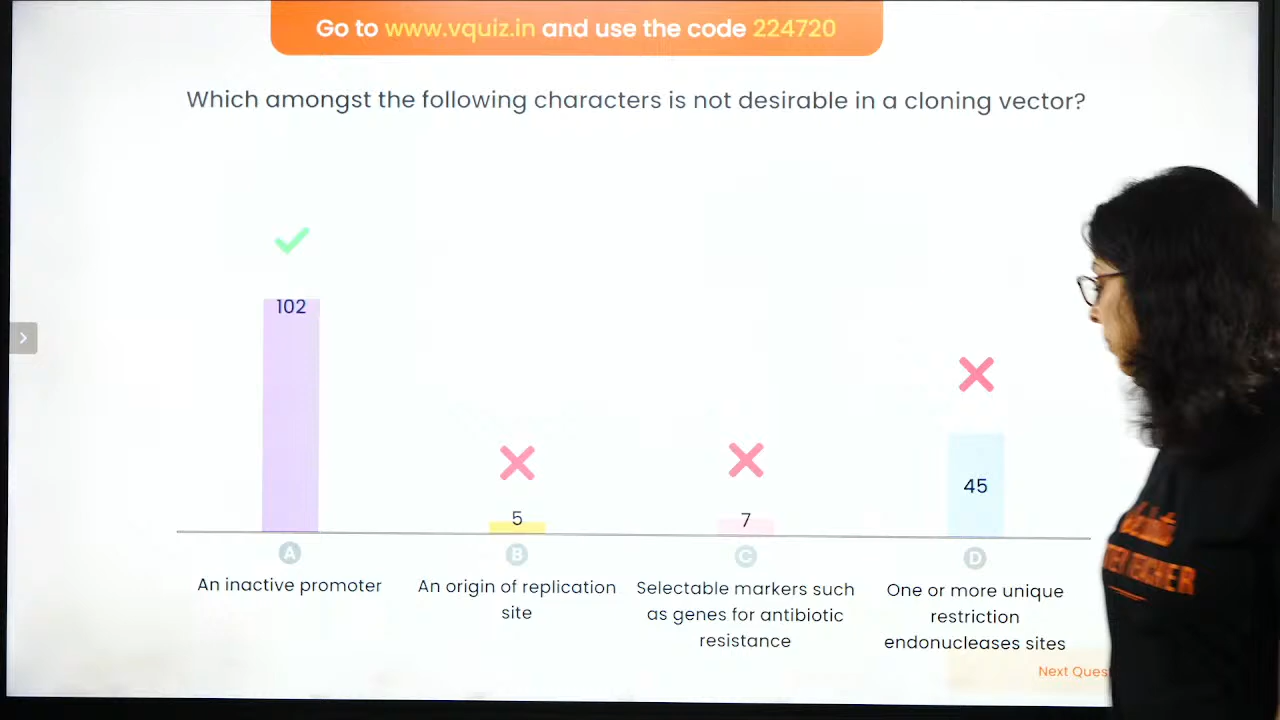 Go to www.vquiz.in and use the code 224720
Which amongst the following characters is not desirable in a cloning vector?
102
5
7
45
A
B
C
D
An inactive promoter
An origin of replication
site
Selectable markers such
as genes for antibiotic
resistance
One or more unique
restriction
endonucleases sites
Next